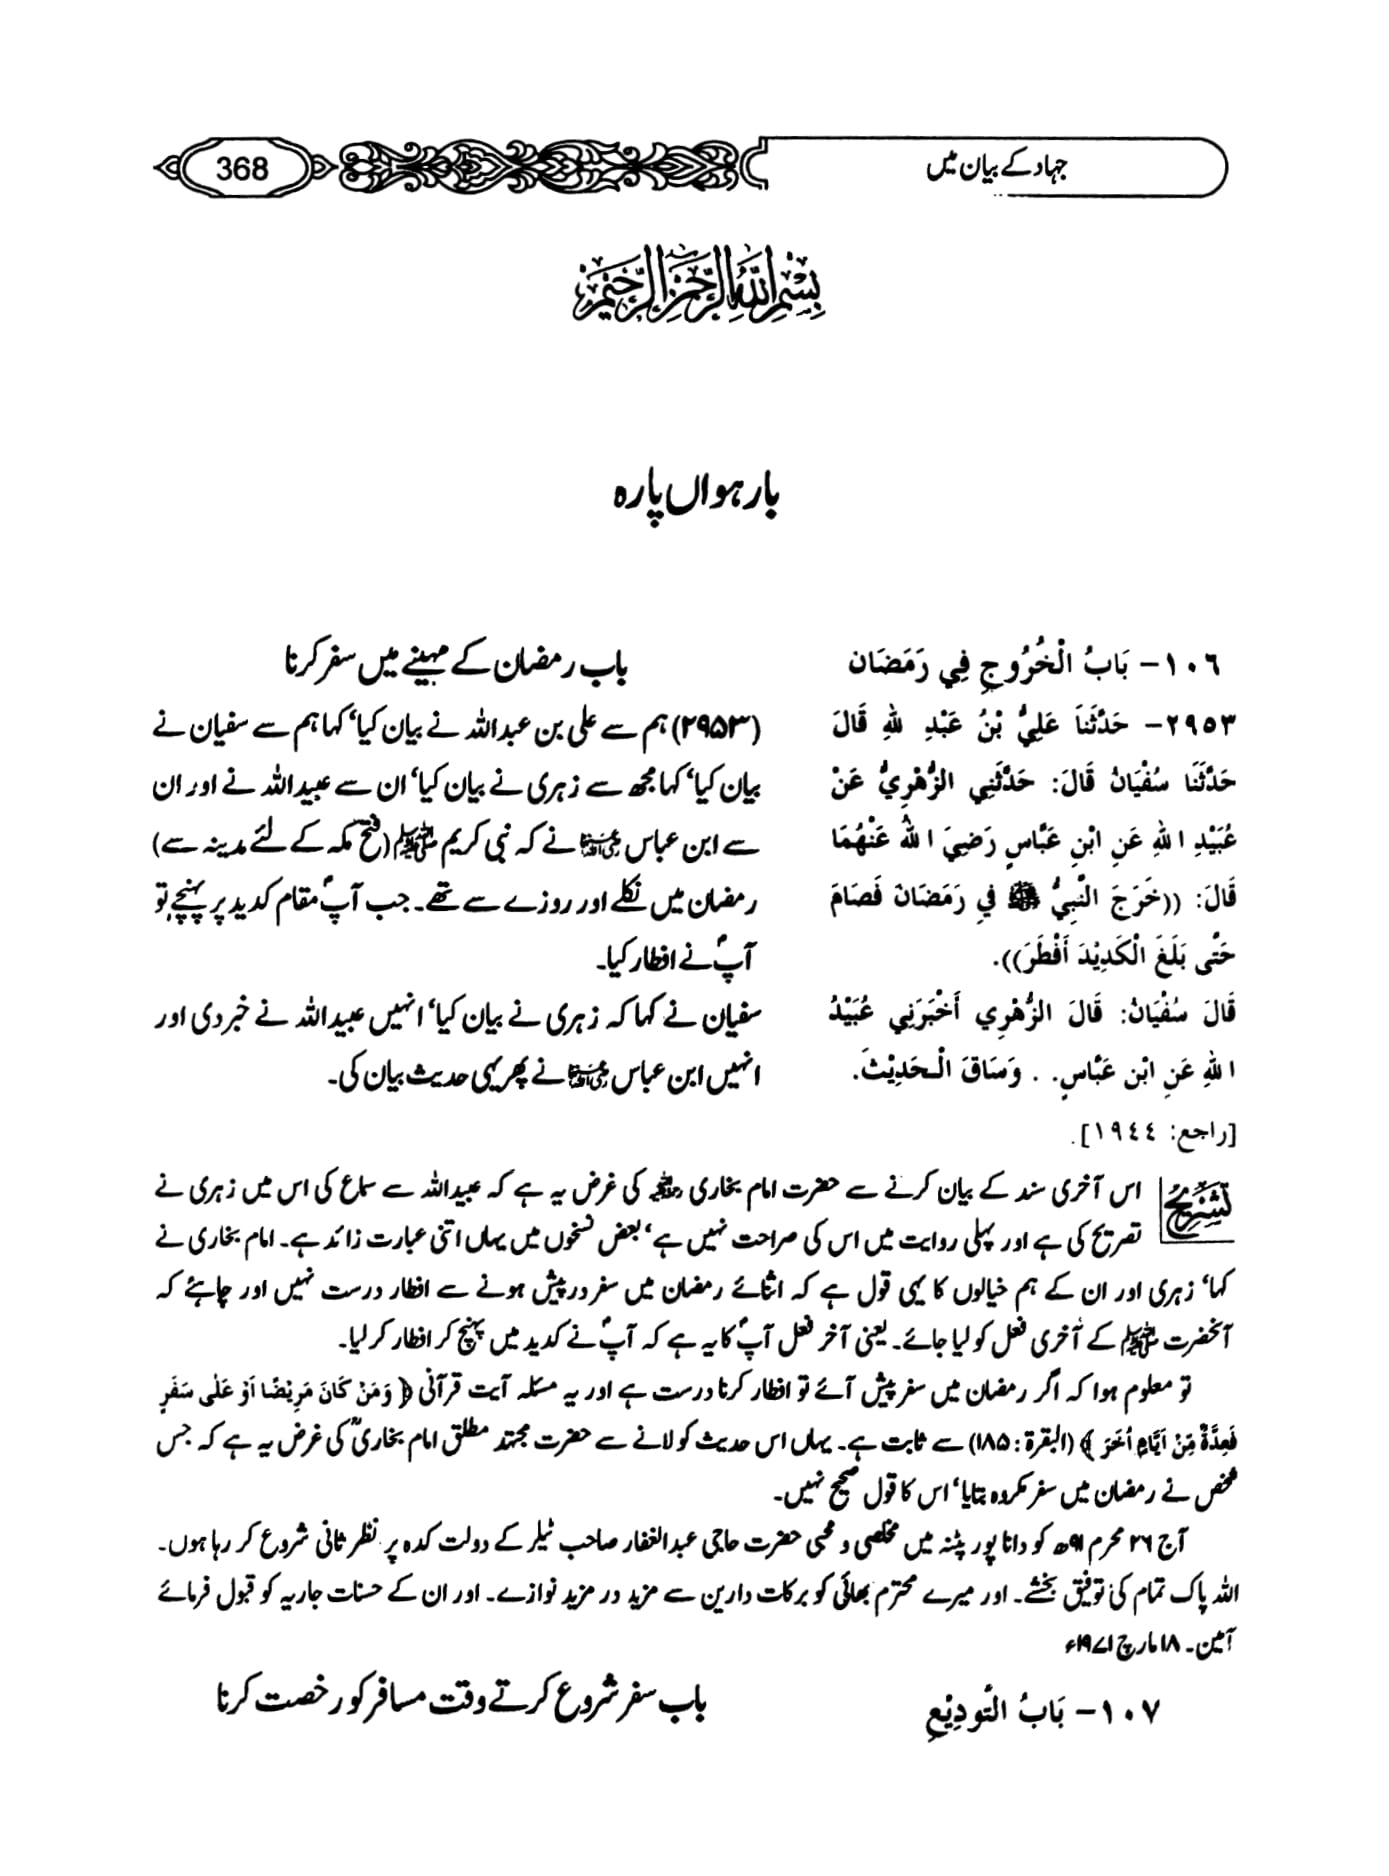 جہاد کے بیان میں
368
بِسْمِ اللّٰهِ الرَّحْمٰنِ الرَّحِيْمِ
بارہواں پارہ
١٠٦- بَابُ الْخُرُوجِ فِي رَمَضَان
٢٩٥٣- حَدَّثَنَا عَلِيُّ بْنُ عَبْدِ اللهِ قَالَ
حَدَّثَنَا سُفْيَانُ قَالَ: حَدَّثَنِي الزُّهْرِيُّ عَنْ
عُبَيْدِ اللهِ عَنِ ابْنِ عَبَّاسٍ رَضِيَ اللهُ عَنْهُمَا
قَالَ: ((خَرَجَ النَّبِيُّ ﷺ فِي رَمَضَانَ فَصَامَ
حَتَّى بَلَغَ الْكَدِيْدَ أَفْطَرَ)).
قَالَ سُفْيَانُ: قَالَ الزُّهْرِي أَخْبَرَنِي عُبَيْدُ
اللهِ عَنِ ابْنِ عَبَّاسٍ. . وَسَاقَ الْحَدِيْثَ.
[راجع: ١٩٤٤].
باب رمضان کے مہینے میں سفر کرنا
(۲۹۵۳) ہم سے علی بن عبداللہ نے بیان کیا‘ کہا ہم سے سفیان نے
بیان کیا‘ کہا مجھ سے زہری نے بیان کیا‘ ان سے عبیداللہ نے اور ان
سے ابن عباس رضی اللہ عنہما نے کہ نبی کریم ﷺ (فتح مکہ کے لئے مدینہ سے)
رمضان میں نکلے اور روزے سے تھے۔ جب آپؐ مقام کدید پر پہنچے تو
آپؐ نے افطار کیا۔
سفیان نے کہا کہ زہری نے بیان کیا‘ انہیں عبیداللہ نے خبر دی اور
انہیں ابن عباس رضی اللہ عنہما نے پھر یہی حدیث بیان کی۔
تشریح
اس آخری سند کے بیان کرنے سے حضرت امام بخاری رحمہ اللہ کی غرض یہ ہے کہ عبیداللہ سے سماع کی اس میں زہری نے
تصریح کی ہے اور پہلی روایت میں اس کی صراحت نہیں ہے‘ بعض نسخوں میں یہاں اتنی عبارت زائد ہے۔ امام بخاری نے
کہا‘ زہری اور ان کے ہم خیالوں کا یہی قول ہے کہ اثنائے رمضان میں سفر درپیش ہونے سے افطار درست نہیں اور چاہئے کہ
آنحضرت ﷺ کے آخری فعل کو لیا جائے۔ یعنی آخر فعل آپؐ کا یہ ہے کہ آپؐ نے کدید میں پہنچ کر افطار کر لیا۔
تو معلوم ہوا کہ اگر رمضان میں سفر پیش آئے تو افطار کرنا درست ہے اور یہ مسئلہ آیت قرآنی ﴿ وَمَنْ كَانَ مَرِيْضًا اَوْ عَلٰى سَفَرٍ
فَعِدَّةٌ مِّنْ اَيَّامٍ اُخَرَ ﴾ (البقرة: ۱۸۵) سے ثابت ہے۔ یہاں اس حدیث کو لانے سے حضرت مجتہد مطلق امام بخاریؒ کی غرض یہ ہے کہ جس
شخص نے رمضان میں سفر مکروہ بتایا‘ اس کا قول صحیح نہیں۔
آج ۲۶ محرم ۹۱ھ کو دانا پور پٹنہ میں مخلصی و محبی حضرت حاجی عبدالغفار صاحب ٹیلر کے دولت کدہ پر نظر ثانی شروع کر رہا ہوں۔
اللہ پاک تمام کی توفیق بخشے۔ اور میرے محترم بھائی کو برکات دارین سے مزید در مزید نوازے۔ اور ان کے حسنات جاریہ کو قبول فرمائے
آمین۔ ۱۸ مارچ ۱۹۷۱ء
١٠٧- بَابُ التَّودِيْعِ
باب سفر شروع کرتے وقت مسافر کو رخصت کرنا